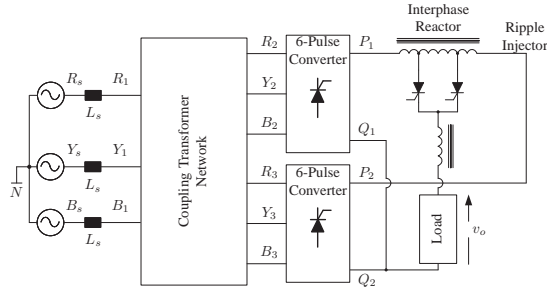 Interphase
Reactor
Ripple
Injector
R_2
6-Pulse
Converter
P_1
R_s
R_1
L_s
Y_2
B_2
Q_1
Y_s
Y_1
L_s
N
Coupling Transformer
Network
R_3
6-Pulse
Converter
P_2
B_s
B_1
L_s
Y_3
B_3
Q_2
Load
v_o